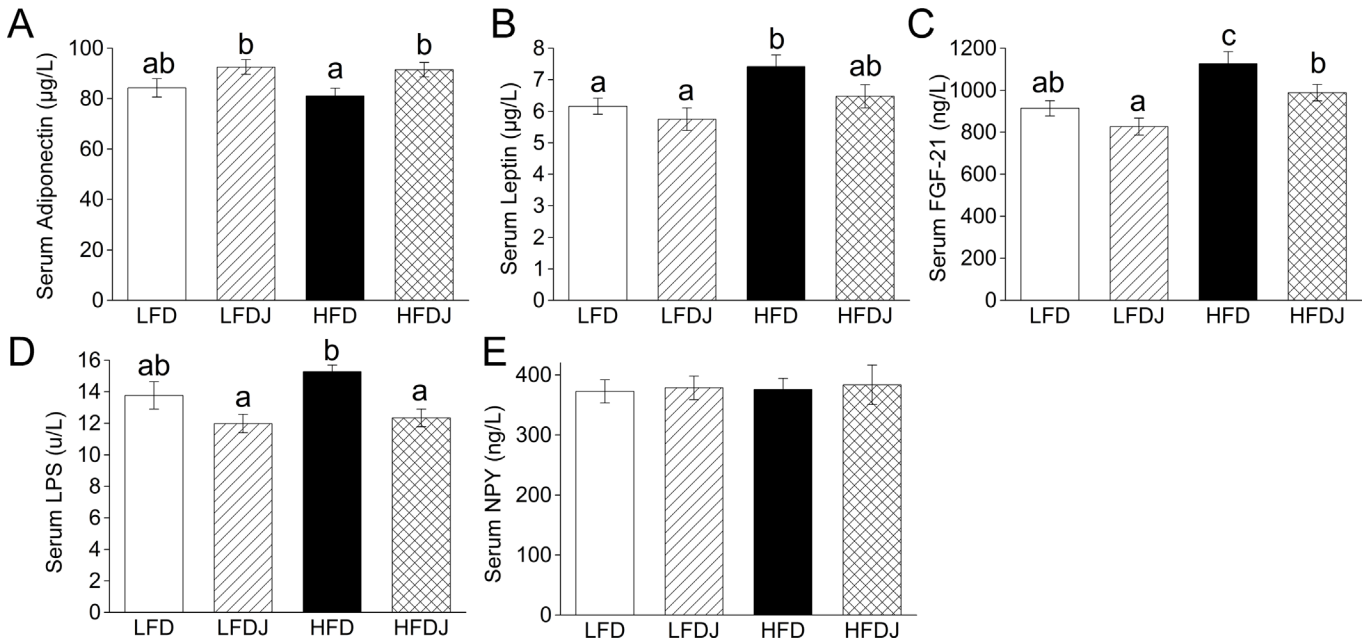 A
Serum Adiponectin (µg/L)
100
80
60
40
20
0
ab
b
a
b
LFD LFDJ HFD HFDJ
B
Serum Leptin (µg/L)
8
7
6
5
4
3
2
1
0
a
a
b
ab
LFD LFDJ HFD HFDJ
C
Serum FGF-21 (ng/L)
1200
1000
800
600
400
200
0
ab
a
c
b
LFD LFDJ HFD HFDJ
D
Serum LPS (u/L)
16
14
12
10
8
6
4
2
0
ab
a
b
a
LFD LFDJ HFD HFDJ
E
Serum NPY (ng/L)
400
300
200
100
0
LFD LFDJ HFD HFDJ